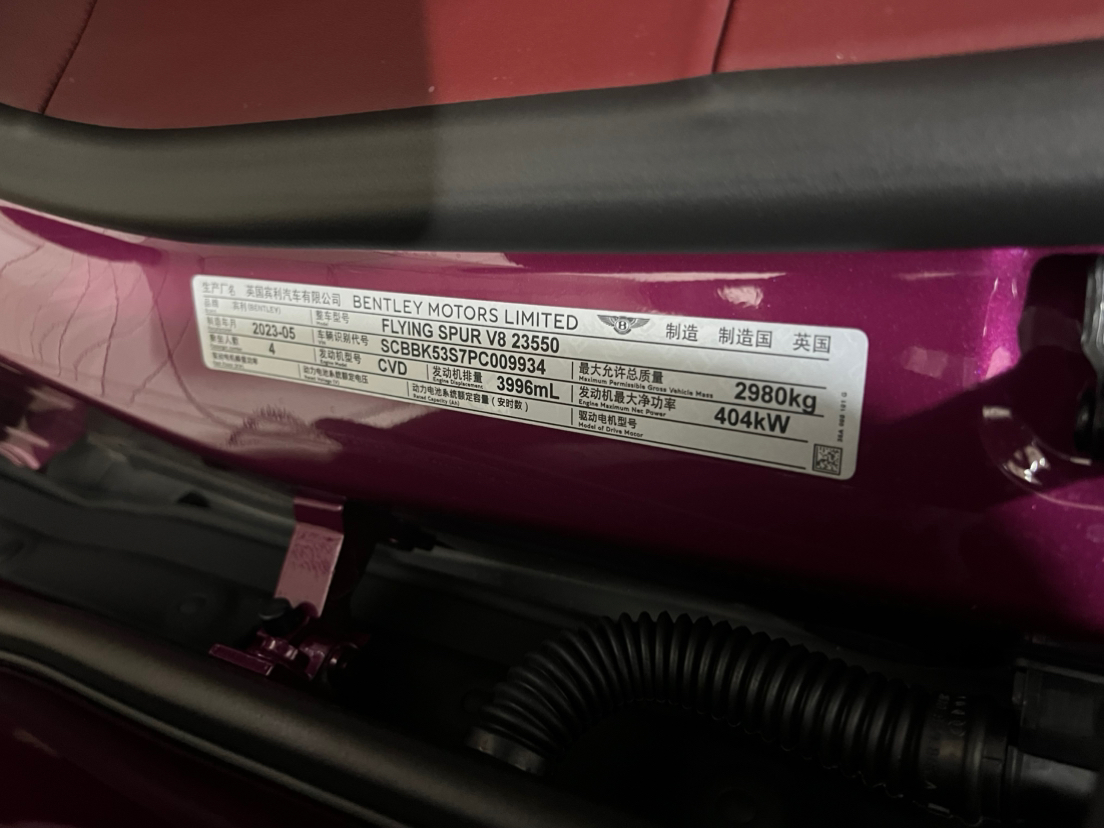 生产厂名 英国宾利汽车有限公司 BENTLEY MOTORS LIMITED 制造 制造国 英国
品牌 宾利(BENTLEY) 整车型号 FLYING SPUR V8 23550
制造年月 2023-05 车辆识别代号 SCBBK53S7PC009934 最大允许总质量 2980kg
Maximum Permissible Gross Vehicle Mass
乘坐人数 4 发动机型号 CVD 发动机排量 3996mL 发动机最大净功率 404kW
Engine Model Engine Displacement Engine Maximum Net Power
驱动电机峰值功率 动力电池系统额定电压 动力电池系统额定容量(安时数) 驱动电机型号
Rated Voltage (V) Rated Capacity (Ah) Model of Drive Motor